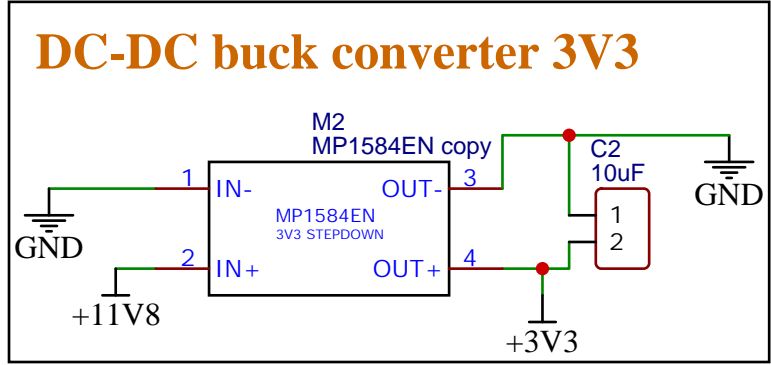 DC-DC buck converter 3V3
M2
MP1584EN copy
C2
10uF
1
IN-
OUT-
3
GND
MP1584EN
3V3 STEPDOWN
1
2
GND
2
IN+
OUT+
4
+11V8
+3V3